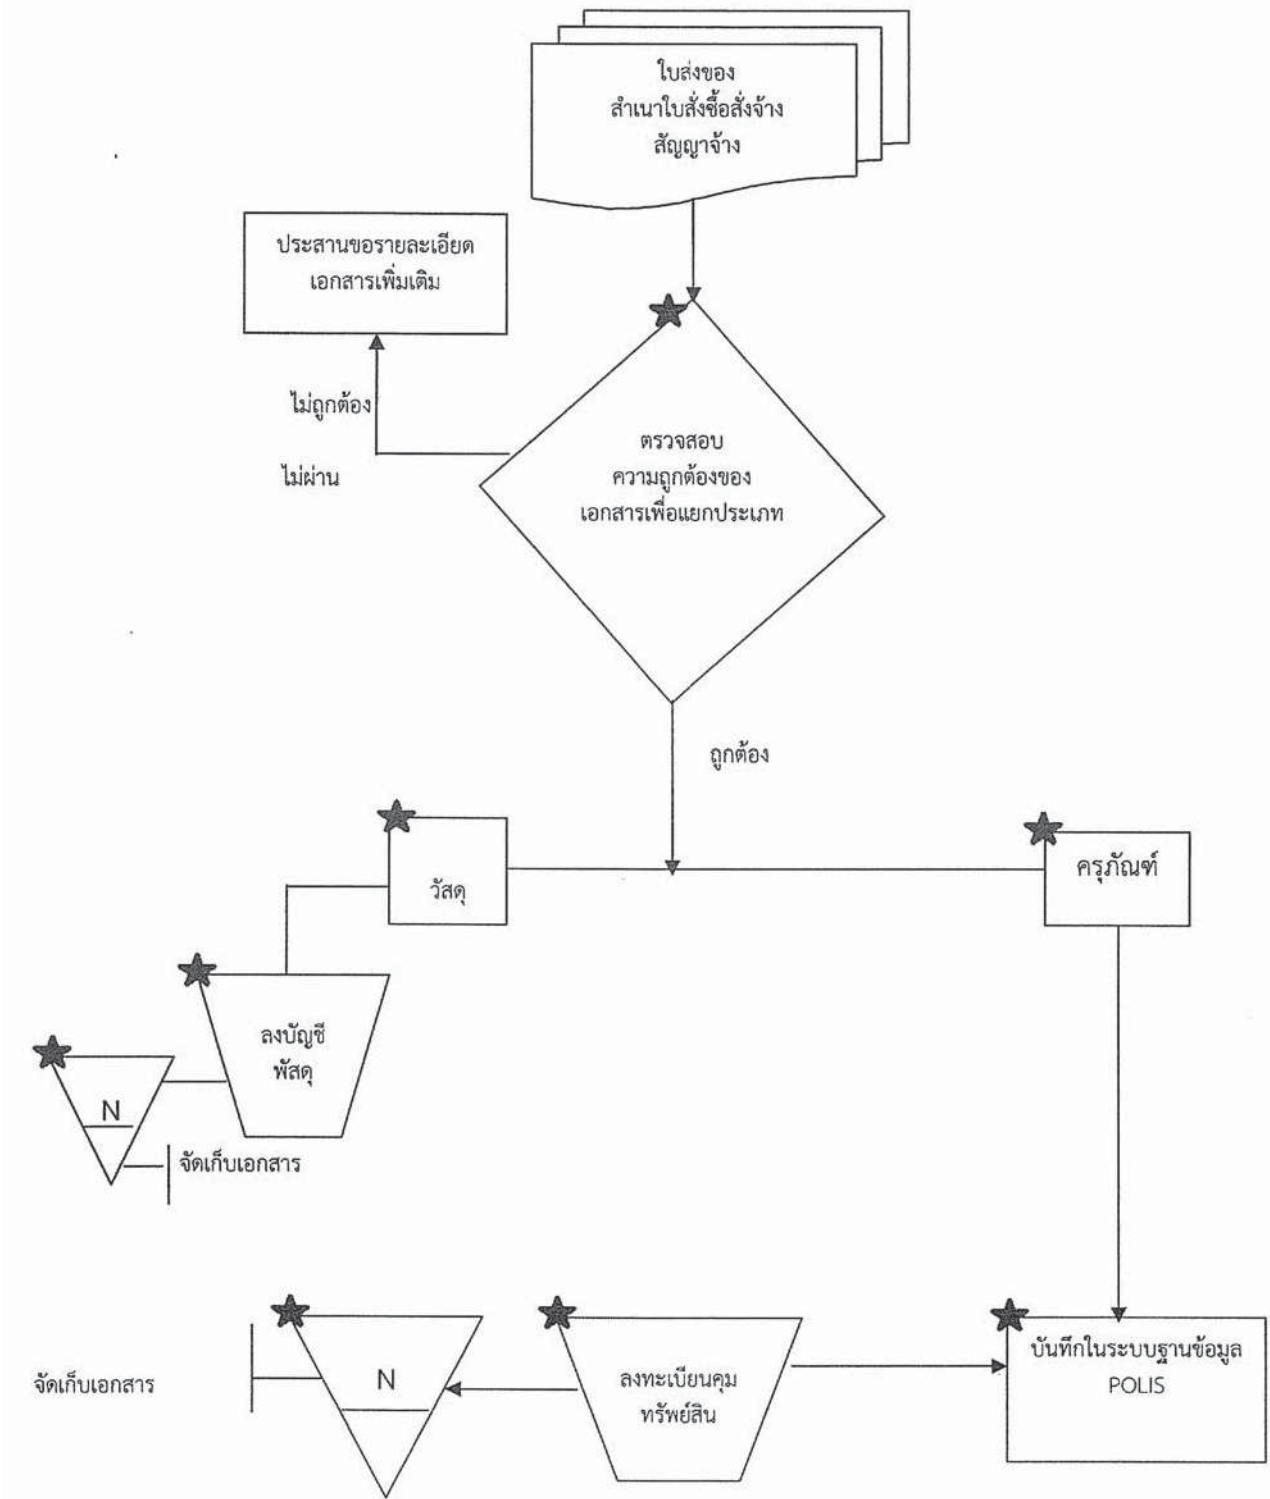 ใบส่งของ
สำเนาใบสั่งซื้อสั่งจ้าง
สัญญาจ้าง
ประสานขอรายละเอียด
เอกสารเพิ่มเติม
ไม่ถูกต้อง
ไม่ผ่าน
ตรวจสอบ
ความถูกต้องของ
เอกสารเพื่อแยกประเภท
ถูกต้อง
วัสดุ
ครุภัณฑ์
ลงบัญชี
พัสดุ
N
จัดเก็บเอกสาร
จัดเก็บเอกสาร
N
ลงทะเบียนคุม
ทรัพย์สิน
บันทึกในระบบฐานข้อมูล
POLIS